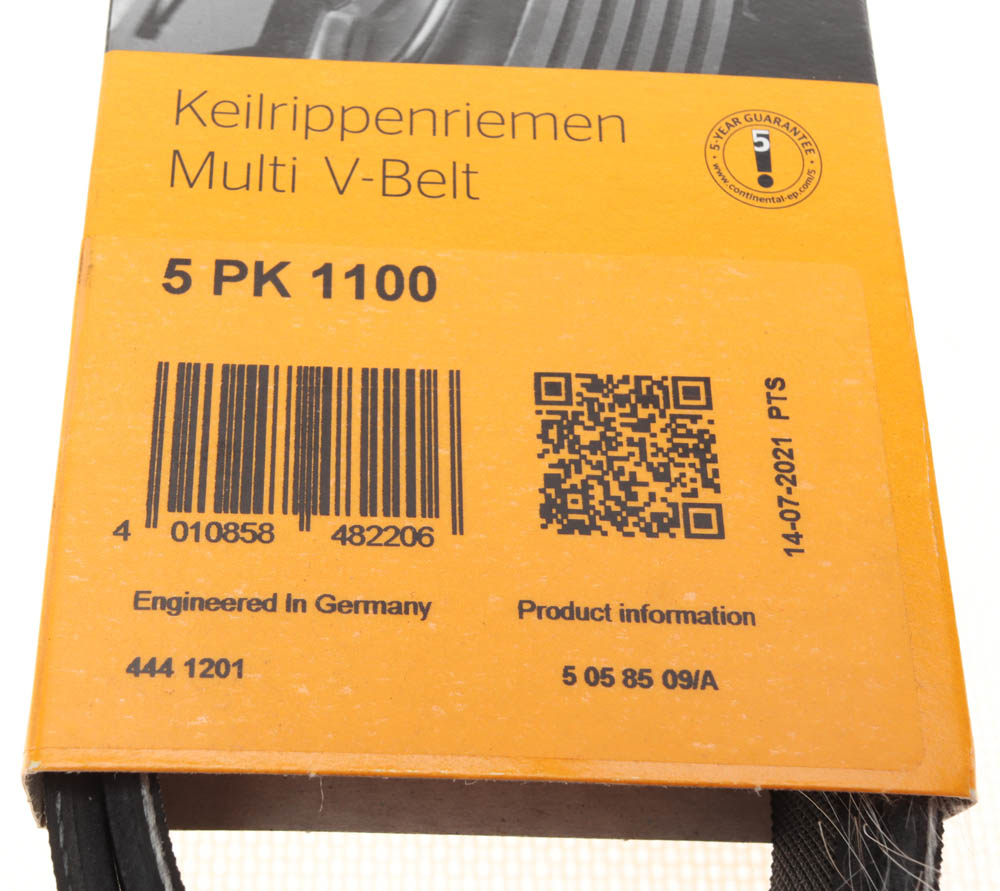 Keilrippenriemen
Multi V-Belt
• 5-YEAR GUARANTEE •
5
www.continental-ep.com/5
5 PK 1100
4 010858 482206
14-07-2021 PTS
Engineered In Germany
Product information
444 1201
5 05 85 09/A